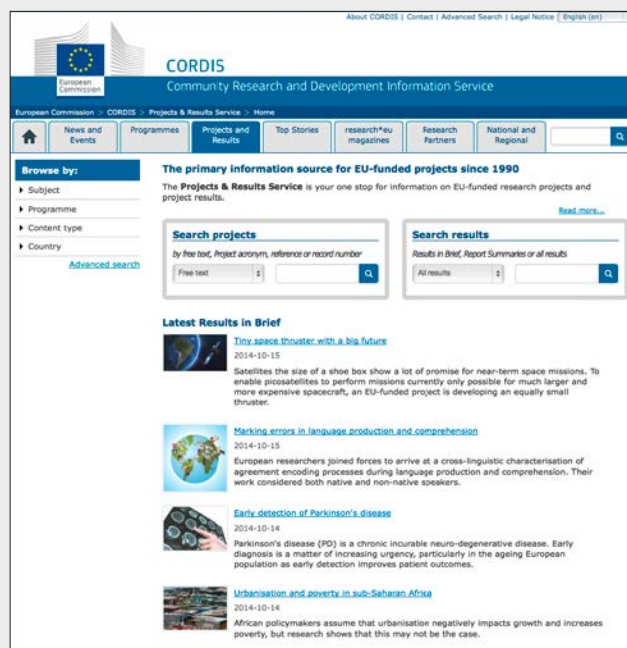 About CORDIS | Contact | Advanced Search | Legal Notice English (en)
European
Commission
CORDIS
Community Research and Development Information Service
European Commission > CORDIS > Projects & Results Service > Home
News and
Events
Programmes
Projects and
Results
Top Stories
research*eu
magazines
Research
Partners
National and
Regional
Browse by:
Subject
Programme
Content type
Country
Advanced search
The primary information source for EU-funded projects since 1990
The Projects & Results Service is your one stop for information on EU-funded research projects and
project results.
Read more...
Search projects
by free text, Project acronym, reference or record number
Free text
Search results
Results in Brief, Report Summaries or all results
All results
Latest Results in Brief
Tiny space thruster with a big future
2014-10-15
Satellites the size of a shoe box show a lot of promise for near-term space missions. To
enable picosatellites to perform missions currently only possible for much larger and
more expensive spacecraft, an EU-funded project is developing an equally small
thruster.
Marking errors in language production and comprehension
2014-10-15
European researchers joined forces to arrive at a cross-linguistic characterisation of
agreement encoding processes during language production and comprehension. Their
work considered both native and non-native speakers.
Early detection of Parkinson's disease
2014-10-14
Parkinson's disease (PD) is a chronic incurable neuro-degenerative disease. Early
diagnosis is a matter of increasing urgency, particularly in the ageing European
population as early detection improves patient outcomes.
Urbanisation and poverty in sub-Saharan Africa
2014-10-14
African policymakers assume that urbanisation negatively impacts growth and increases
poverty, but research shows that this may not be the case.